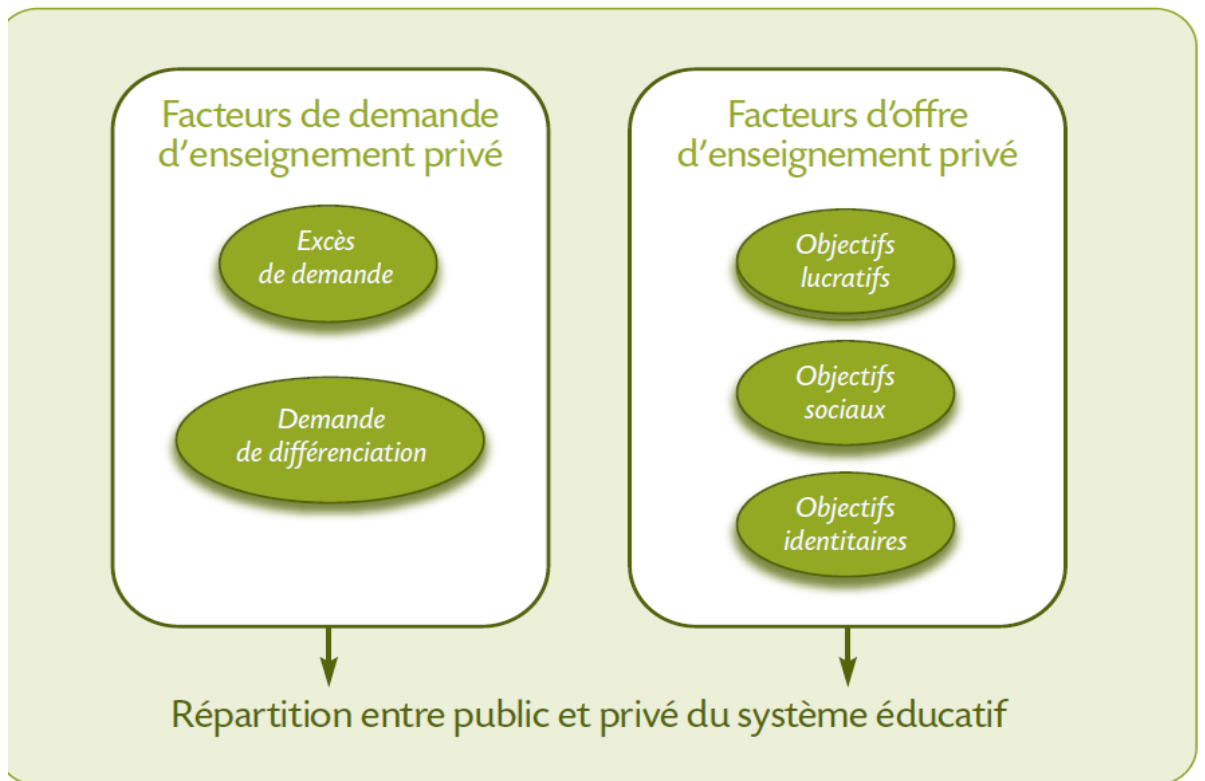 Facteurs de demande
d'enseignement privé
Excès
de demande
Demande
de différenciation
Facteurs d'offre
d'enseignement privé
Objectifs
lucratifs
Objectifs
sociaux
Objectifs
identitaires
Répartition entre public et privé du système éducatif